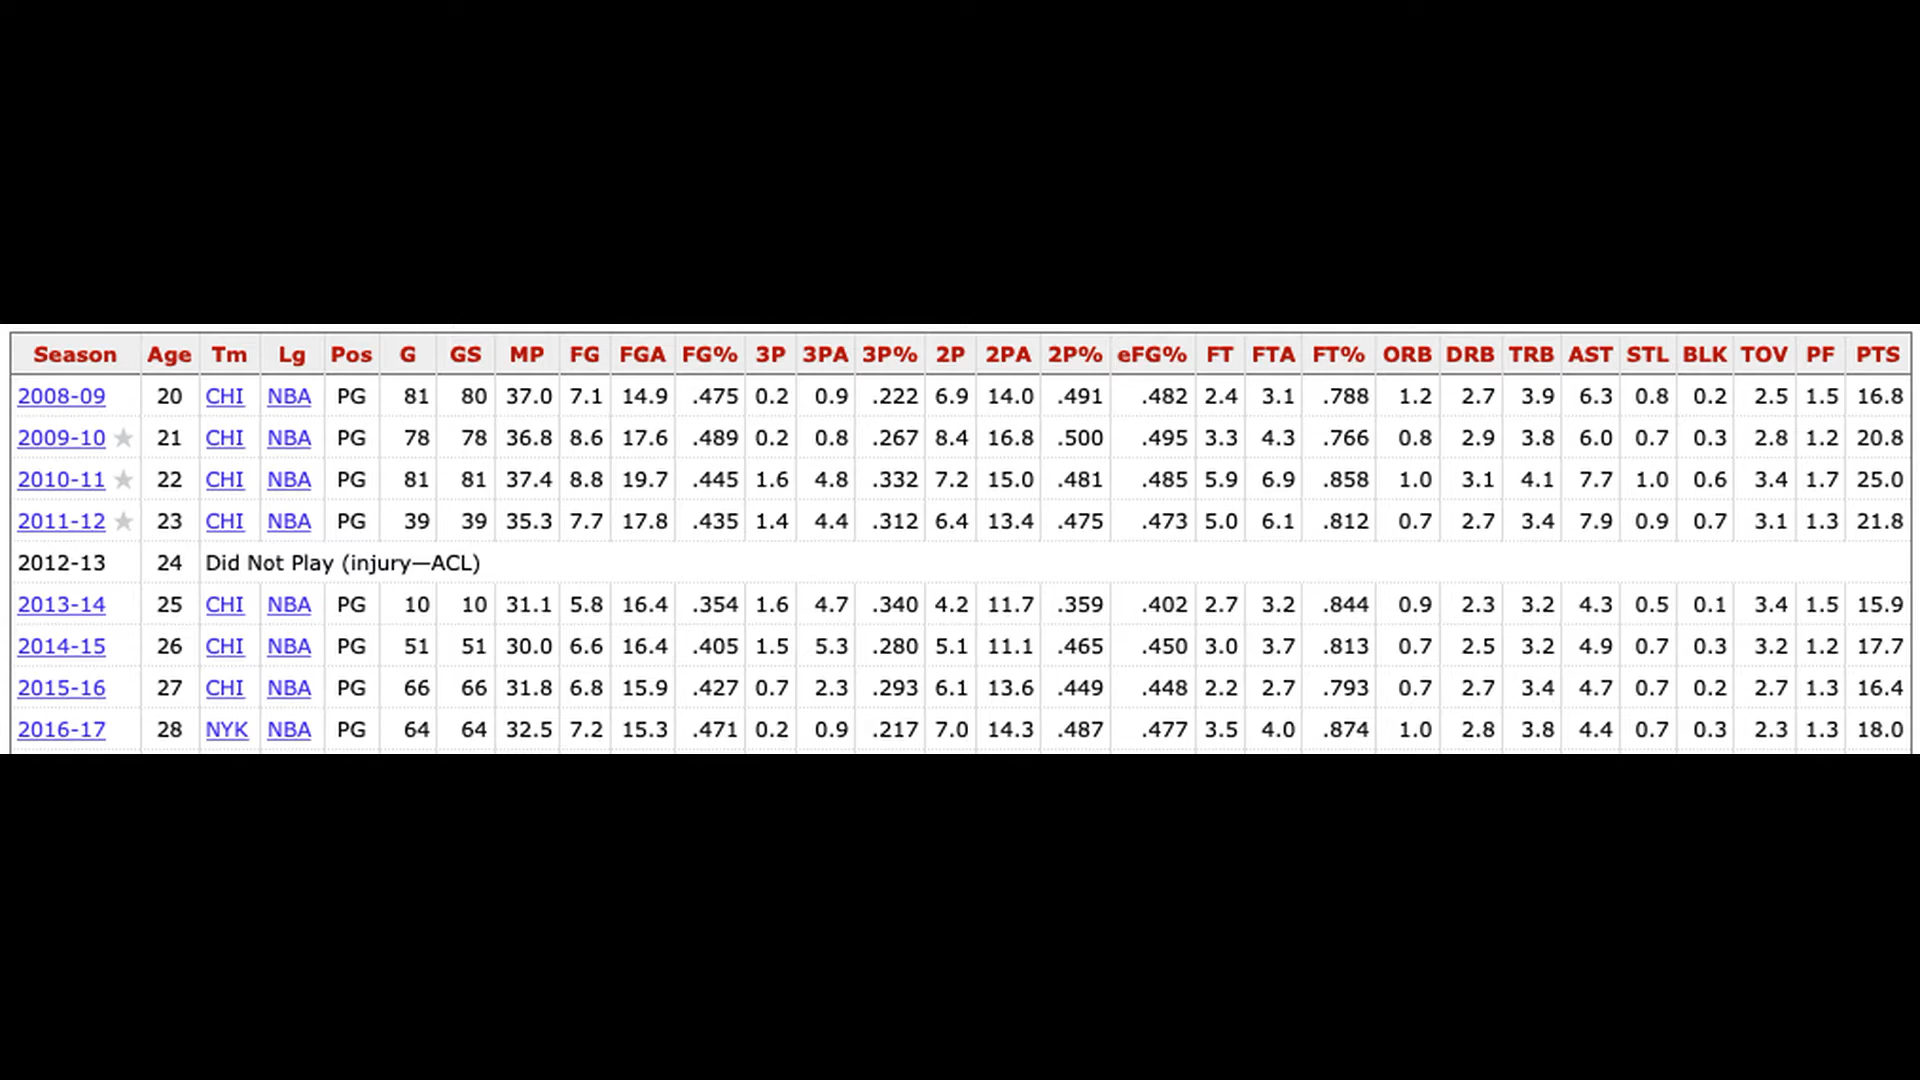 Season Age Tm Lg Pos G GS MP FG FGA FG% 3P 3PA 3P% 2P 2PA 2P% eFG% FT FTA FT% ORB DRB TRB AST STL BLK TOV PF PTS
2008-09 20 CHI NBA PG 81 80 37.0 7.1 14.9 .475 0.2 0.9 .222 6.9 14.0 .491 .482 2.4 3.1 .788 1.2 2.7 3.9 6.3 0.8 0.2 2.5 1.5 16.8
2009-10 ★ 21 CHI NBA PG 78 78 36.8 8.6 17.6 .489 0.2 0.8 .267 8.4 16.8 .500 .495 3.3 4.3 .766 0.8 2.9 3.8 6.0 0.7 0.3 2.8 1.2 20.8
2010-11 ★ 22 CHI NBA PG 81 81 37.4 8.8 19.7 .445 1.6 4.8 .332 7.2 15.0 .481 .485 5.9 6.9 .858 1.0 3.1 4.1 7.7 1.0 0.6 3.4 1.7 25.0
2011-12 ★ 23 CHI NBA PG 39 39 35.3 7.7 17.8 .435 1.4 4.4 .312 6.4 13.4 .475 .473 5.0 6.1 .812 0.7 2.7 3.4 7.9 0.9 0.7 3.1 1.3 21.8
2012-13 24 Did Not Play (injury—ACL)
2013-14 25 CHI NBA PG 10 10 31.1 5.8 16.4 .354 1.6 4.7 .340 4.2 11.7 .359 .402 2.7 3.2 .844 0.9 2.3 3.2 4.3 0.5 0.1 3.4 1.5 15.9
2014-15 26 CHI NBA PG 51 51 30.0 6.6 16.4 .405 1.5 5.3 .280 5.1 11.1 .465 .450 3.0 3.7 .813 0.7 2.5 3.2 4.9 0.7 0.3 3.2 1.2 17.7
2015-16 27 CHI NBA PG 66 66 31.8 6.8 15.9 .427 0.7 2.3 .293 6.1 13.6 .449 .448 2.2 2.7 .793 0.7 2.7 3.4 4.7 0.7 0.2 2.7 1.3 16.4
2016-17 28 NYK NBA PG 64 64 32.5 7.2 15.3 .471 0.2 0.9 .217 7.0 14.3 .487 .477 3.5 4.0 .874 1.0 2.8 3.8 4.4 0.7 0.3 2.3 1.3 18.0